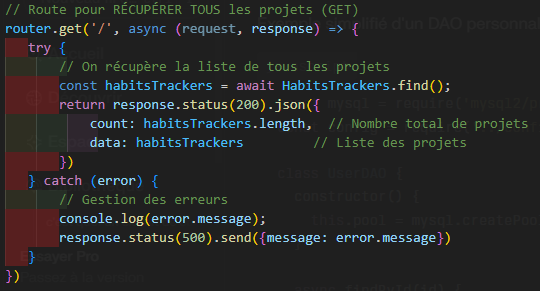 // Route pour RÉCUPÉRER TOUS les projets (GET)
router.get('/', async (request, response) => {
    try {
        // On récupère la liste de tous les projets
        const habitsTrackers = await HabitsTrackers.find();
        return response.status(200).json({
            count: habitsTrackers.length,  // Nombre total de projets
            data: habitsTrackers         // Liste des projets
        })
    } catch (error) {
        // Gestion des erreurs
        console.log(error.message);
        response.status(500).send({message: error.message})
    }
})